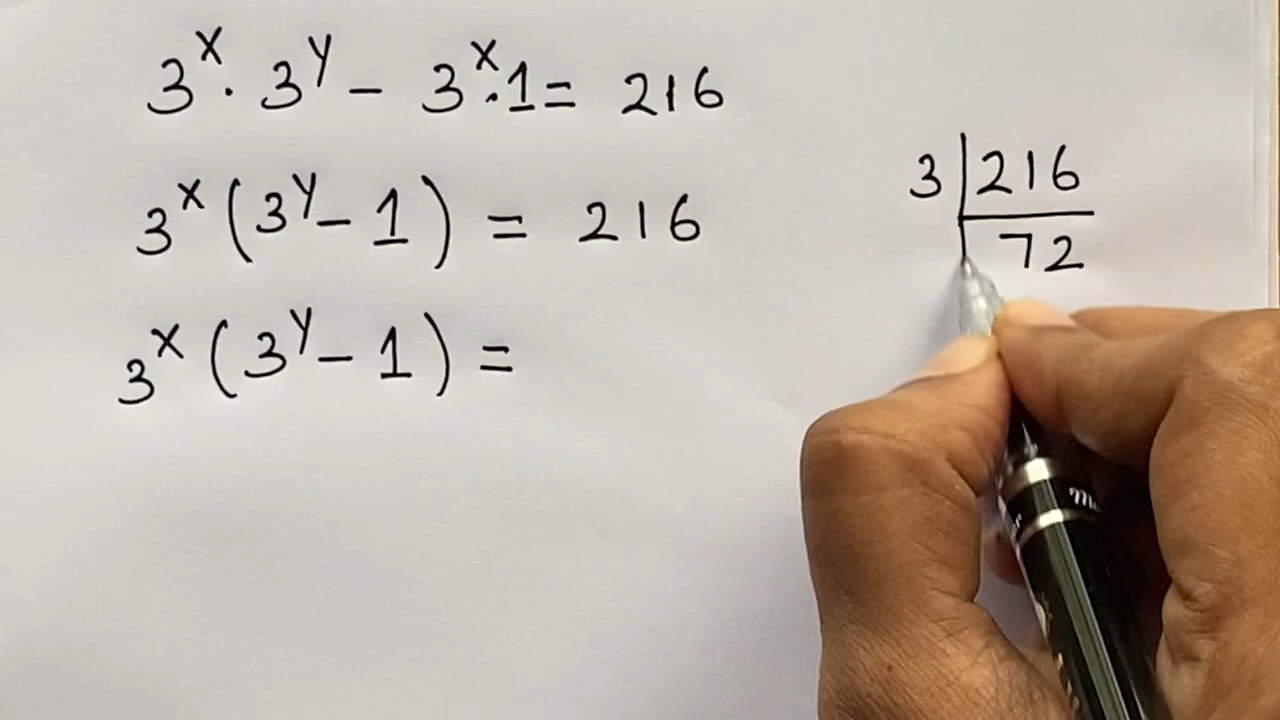 3^x · 3^y - 3^x · 1 = 216
3^x (3^y - 1) = 216
3^x (3^y - 1) =
3 | 216
72